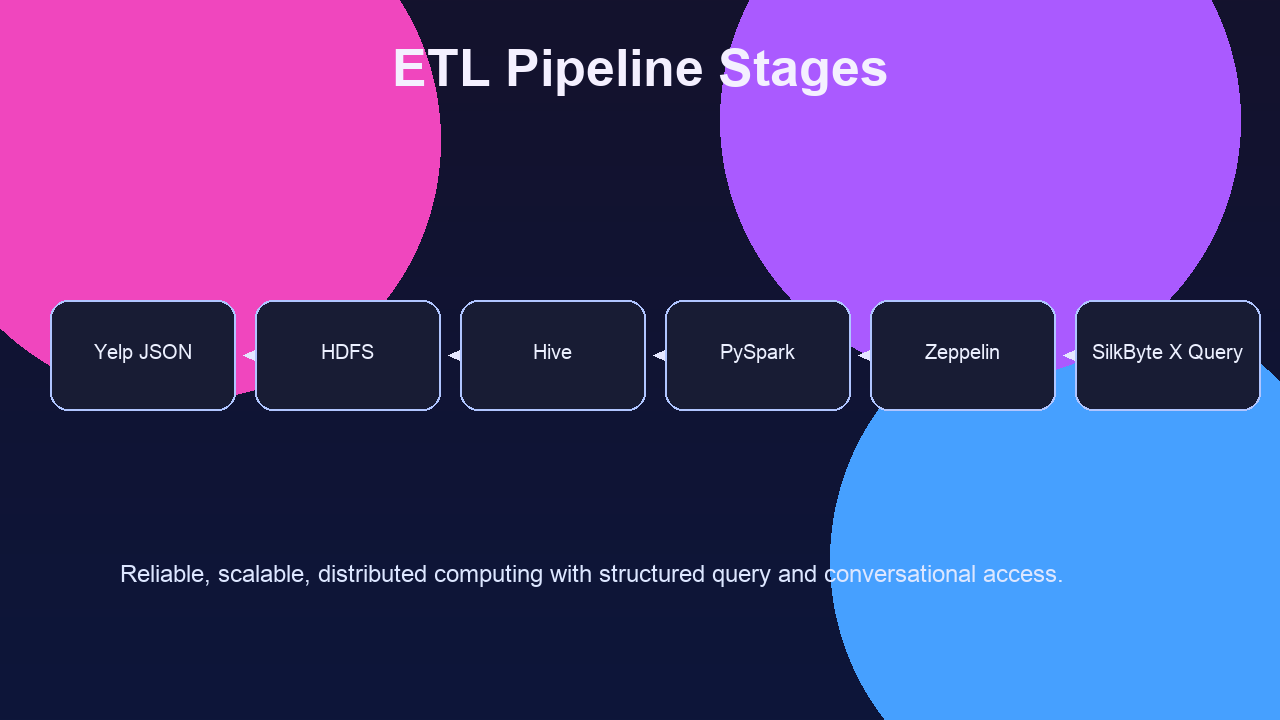 ETL Pipeline Stages
Yelp JSON
HDFS
Hive
PySpark
Zeppelin
SilkByte X Query
Reliable, scalable, distributed computing with structured query and conversational access.